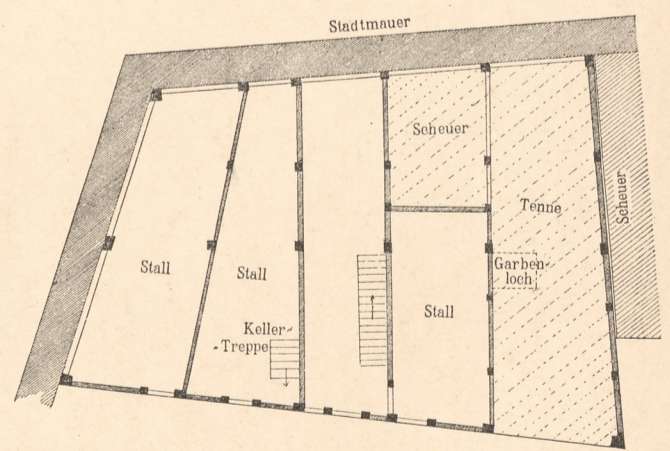 Stadtmauer
Scheuer
Scheuer
Tenne
Garben-
loch
Stall
Stall
Stall
Keller-
-Treppe